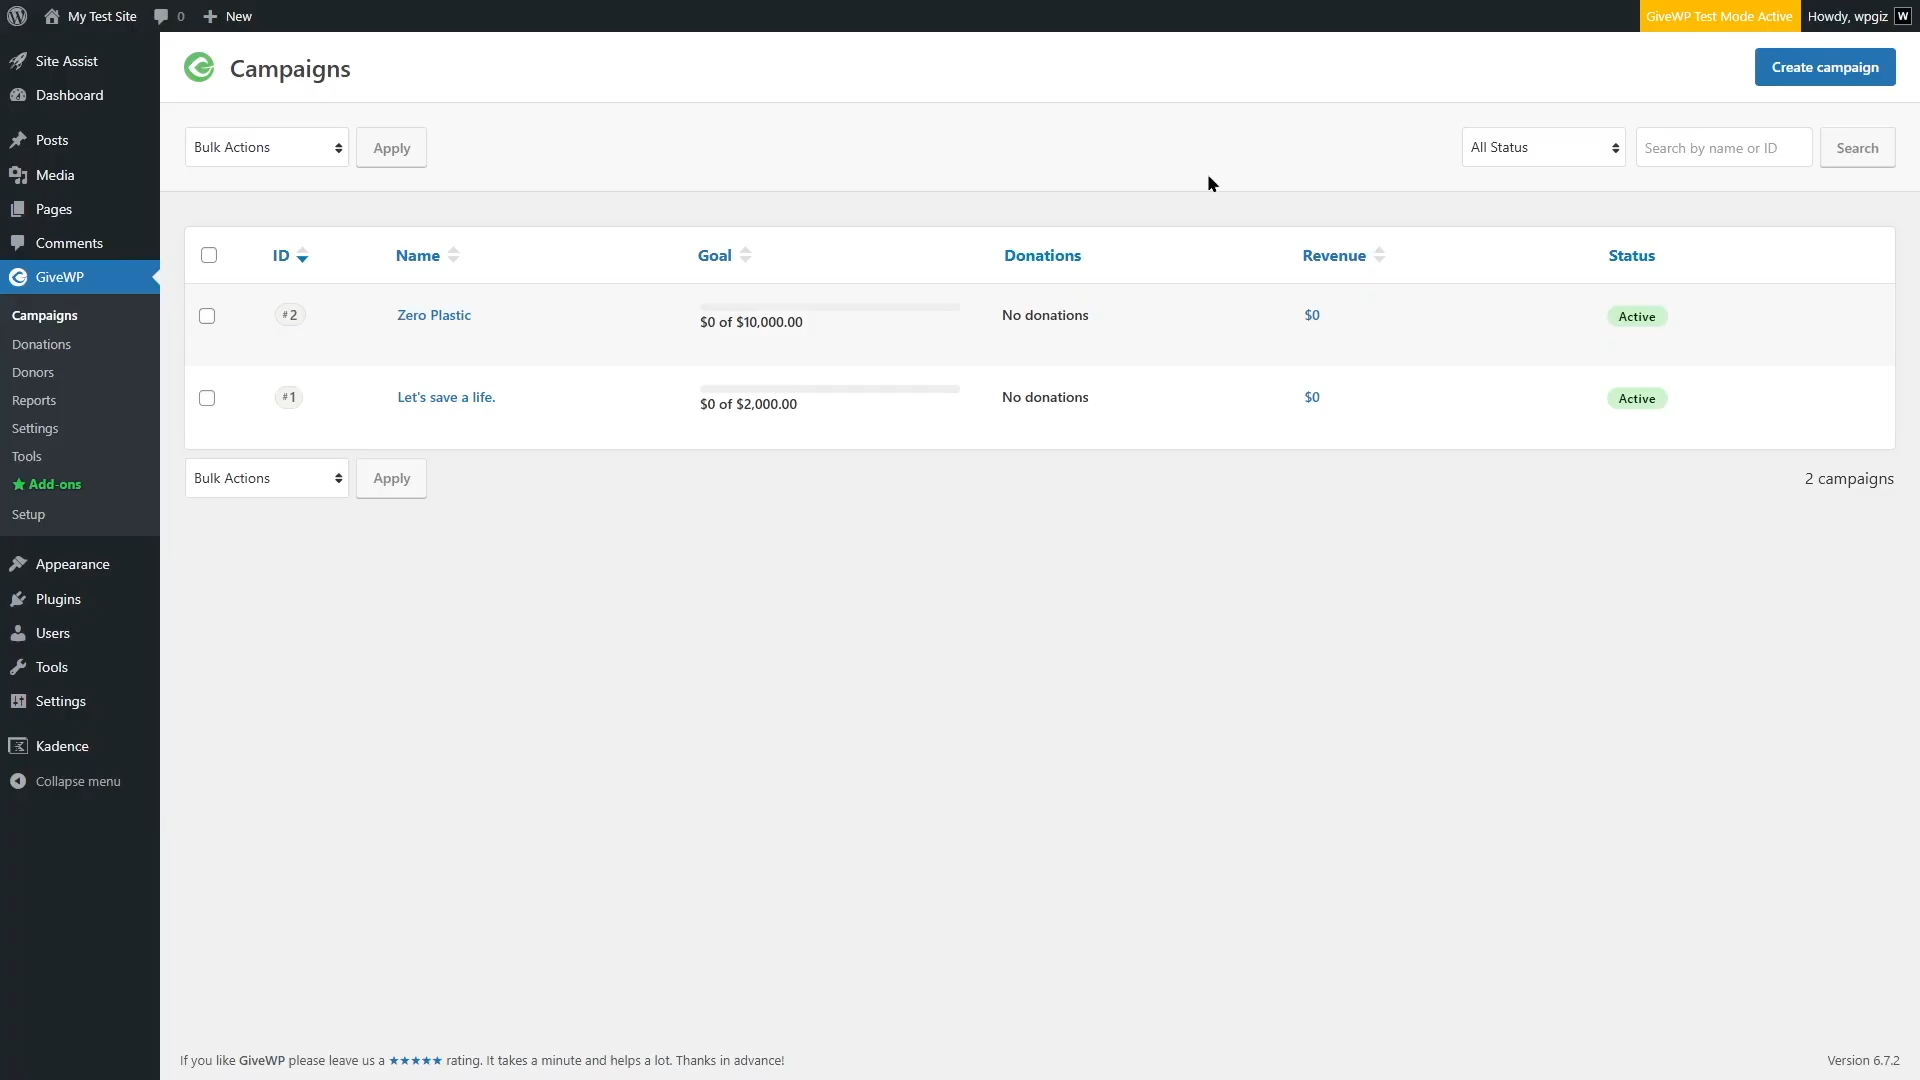 My Test Site 0 New GiveWP Test Mode Active Howdy, wpgiz W
Site Assist
Dashboard
Posts
Media
Pages
Comments
GiveWP
Campaigns
Donations
Donors
Reports
Settings
Tools
Add-ons
Setup
Appearance
Plugins
Users
Tools
Settings
Kadence
Collapse menu
Campaigns Create campaign
Bulk Actions Apply All Status Search by name or ID Search
ID Name Goal Donations Revenue Status
#2 Zero Plastic $0 of $10,000.00 No donations $0 Active
#1 Let's save a life. $0 of $2,000.00 No donations $0 Active
Bulk Actions Apply 2 campaigns
If you like GiveWP please leave us a ★★★★★ rating. It takes a minute and helps a lot. Thanks in advance! Version 6.7.2